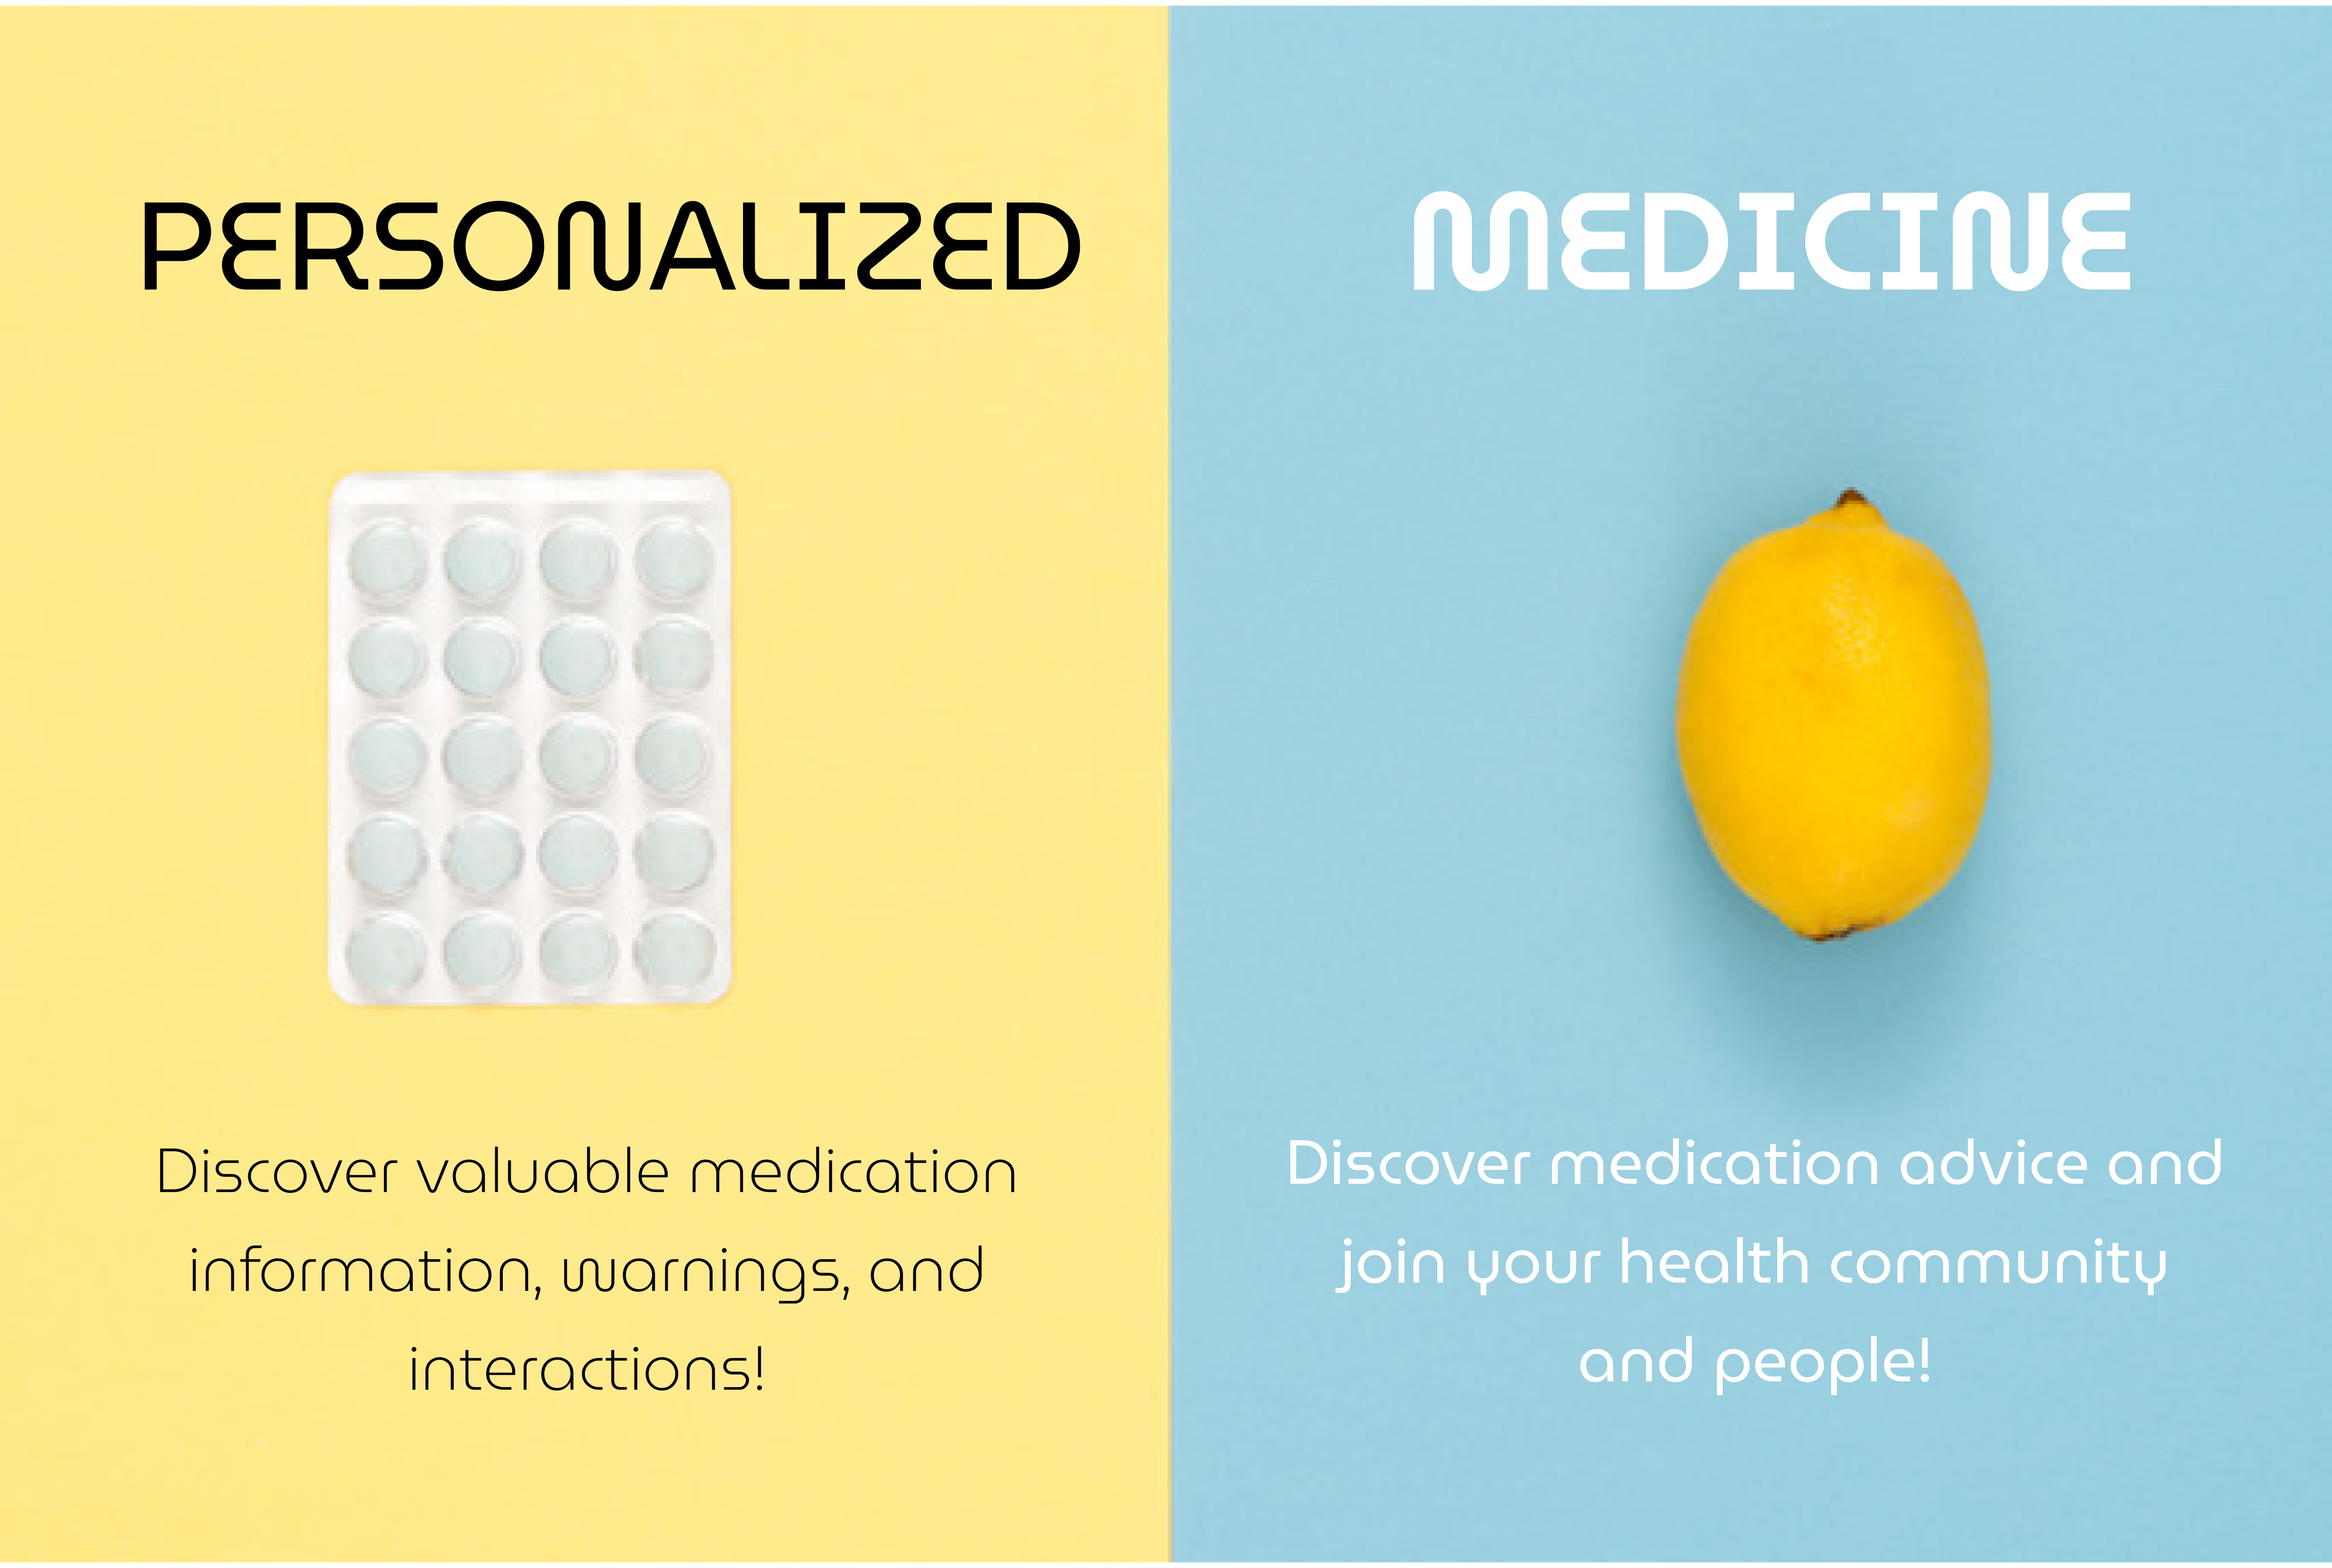 PERSONALIZED
MEDICINE
Discover valuable medication
information, warnings, and
interactions!
Discover medication advice and
join your health community
and people!